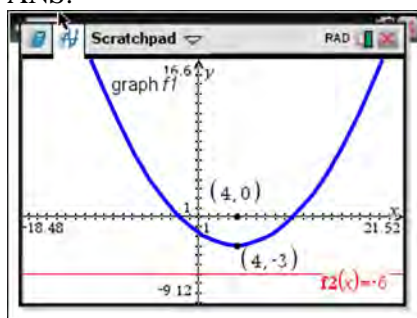 ANS:
Scratchpad
RAD
16.6 y
graph f1
(4,0)
1
x
-18.48
1
21.52
(4,-3)
f2(x)=-6
-9.12